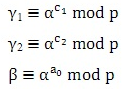 γ₁ ≡ α^c₁ mod p
γ₂ ≡ α^c₂ mod p
β ≡ α^a₀ mod p